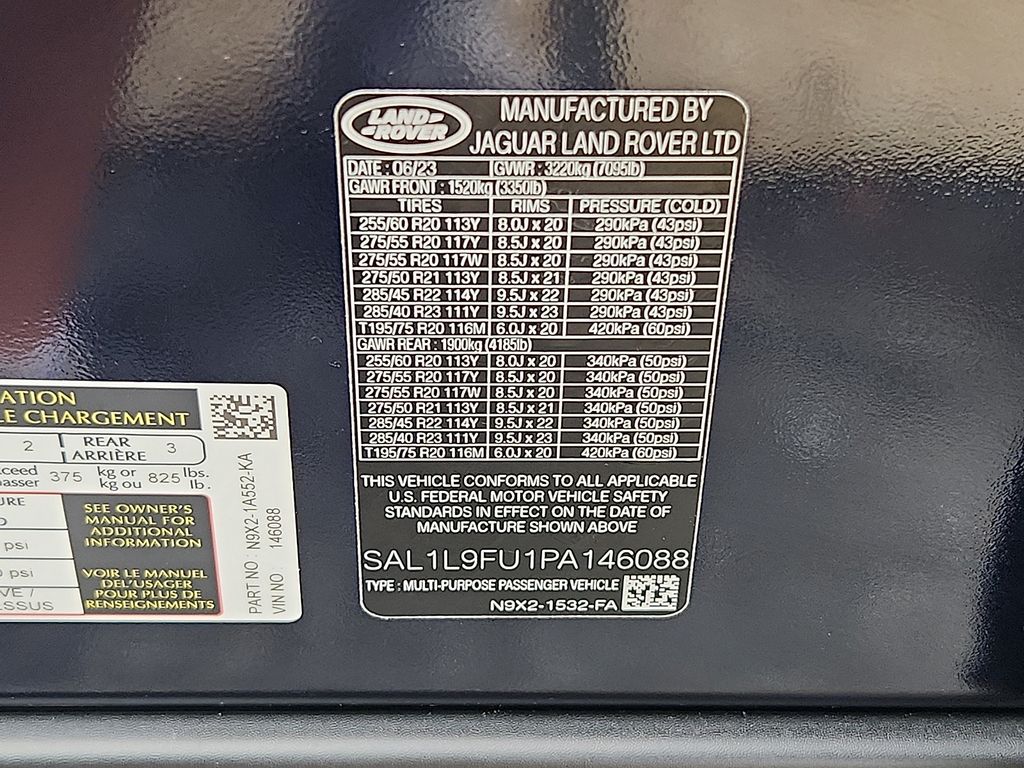 LAND ROVER
MANUFACTURED BY
JAGUAR LAND ROVER LTD
DATE : 06/23 GVWR : 3220kg (7095lb)
GAWR FRONT : 1520kg (3350lb)
TIRES RIMS PRESSURE (COLD)
255/60 R20 113Y 8.0J x 20 290kPa (43psi)
275/55 R20 117Y 8.5J x 20 290kPa (43psi)
275/55 R20 117W 8.5J x 20 290kPa (43psi)
275/50 R21 113Y 8.5J x 21 290kPa (43psi)
285/45 R22 114Y 9.5J x 22 290kPa (43psi)
285/40 R23 111Y 9.5J x 23 290kPa (43psi)
T195/75 R20 116M 6.0J x 20 420kPa (60psi)
GAWR REAR : 1900kg (4185lb)
255/60 R20 113Y 8.0J x 20 340kPa (50psi)
275/55 R20 117Y 8.5J x 20 340kPa (50psi)
275/55 R20 117W 8.5J x 20 340kPa (50psi)
275/50 R21 113Y 8.5J x 21 340kPa (50psi)
285/45 R22 114Y 9.5J x 22 340kPa (50psi)
285/40 R23 111Y 9.5J x 23 340kPa (50psi)
T195/75 R20 116M 6.0J x 20 420kPa (60psi)
THIS VEHICLE CONFORMS TO ALL APPLICABLE
U.S. FEDERAL MOTOR VEHICLE SAFETY
STANDARDS IN EFFECT ON THE DATE OF
MANUFACTURE SHOWN ABOVE
SAL1L9FU1PA146088
TYPE : MULTI-PURPOSE PASSENGER VEHICLE
N9X2-1532-FA
CHARGEMENT
2 REAR 3
ARRIÈRE
375 kg or 825 lbs.
kg ou lb.
psi
psi
SEE OWNER'S
MANUAL FOR
ADDITIONAL
INFORMATION
VOIR LE MANUEL
DEL'USAGER
POUR PLUS DE
RENSEIGNEMENTS
PART NO : N9X2-1A552-KA
VIN NO : 146088